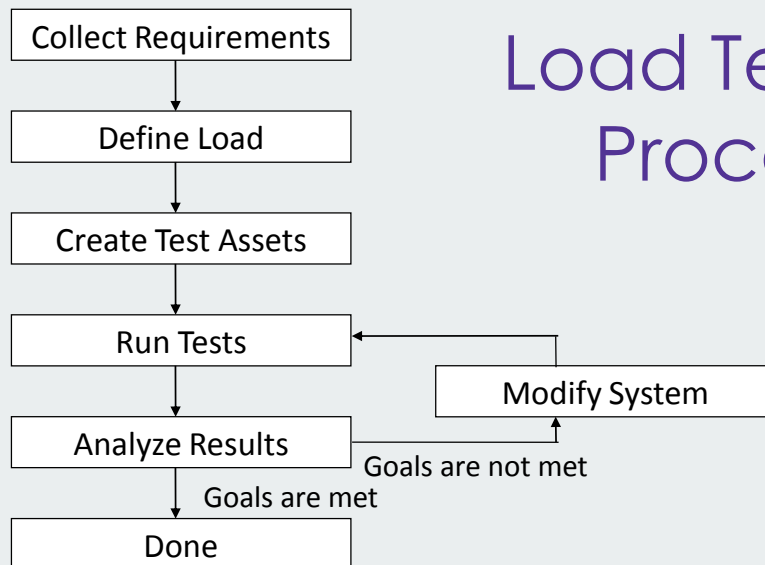 Load
Collect Requirements
Define Load
Create Test Assets
Run Tests
Modify System
Analyze Results
Goals are not met
Goals are met
Done